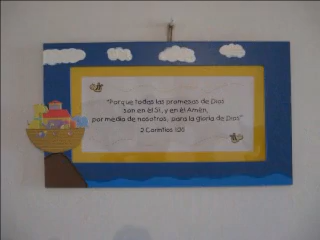 "Porque todas las promesas de Dios
son en él Sí, y en él Amén,
por medio de nosotros, para la gloria de Dios"
2 Corintios 1:20